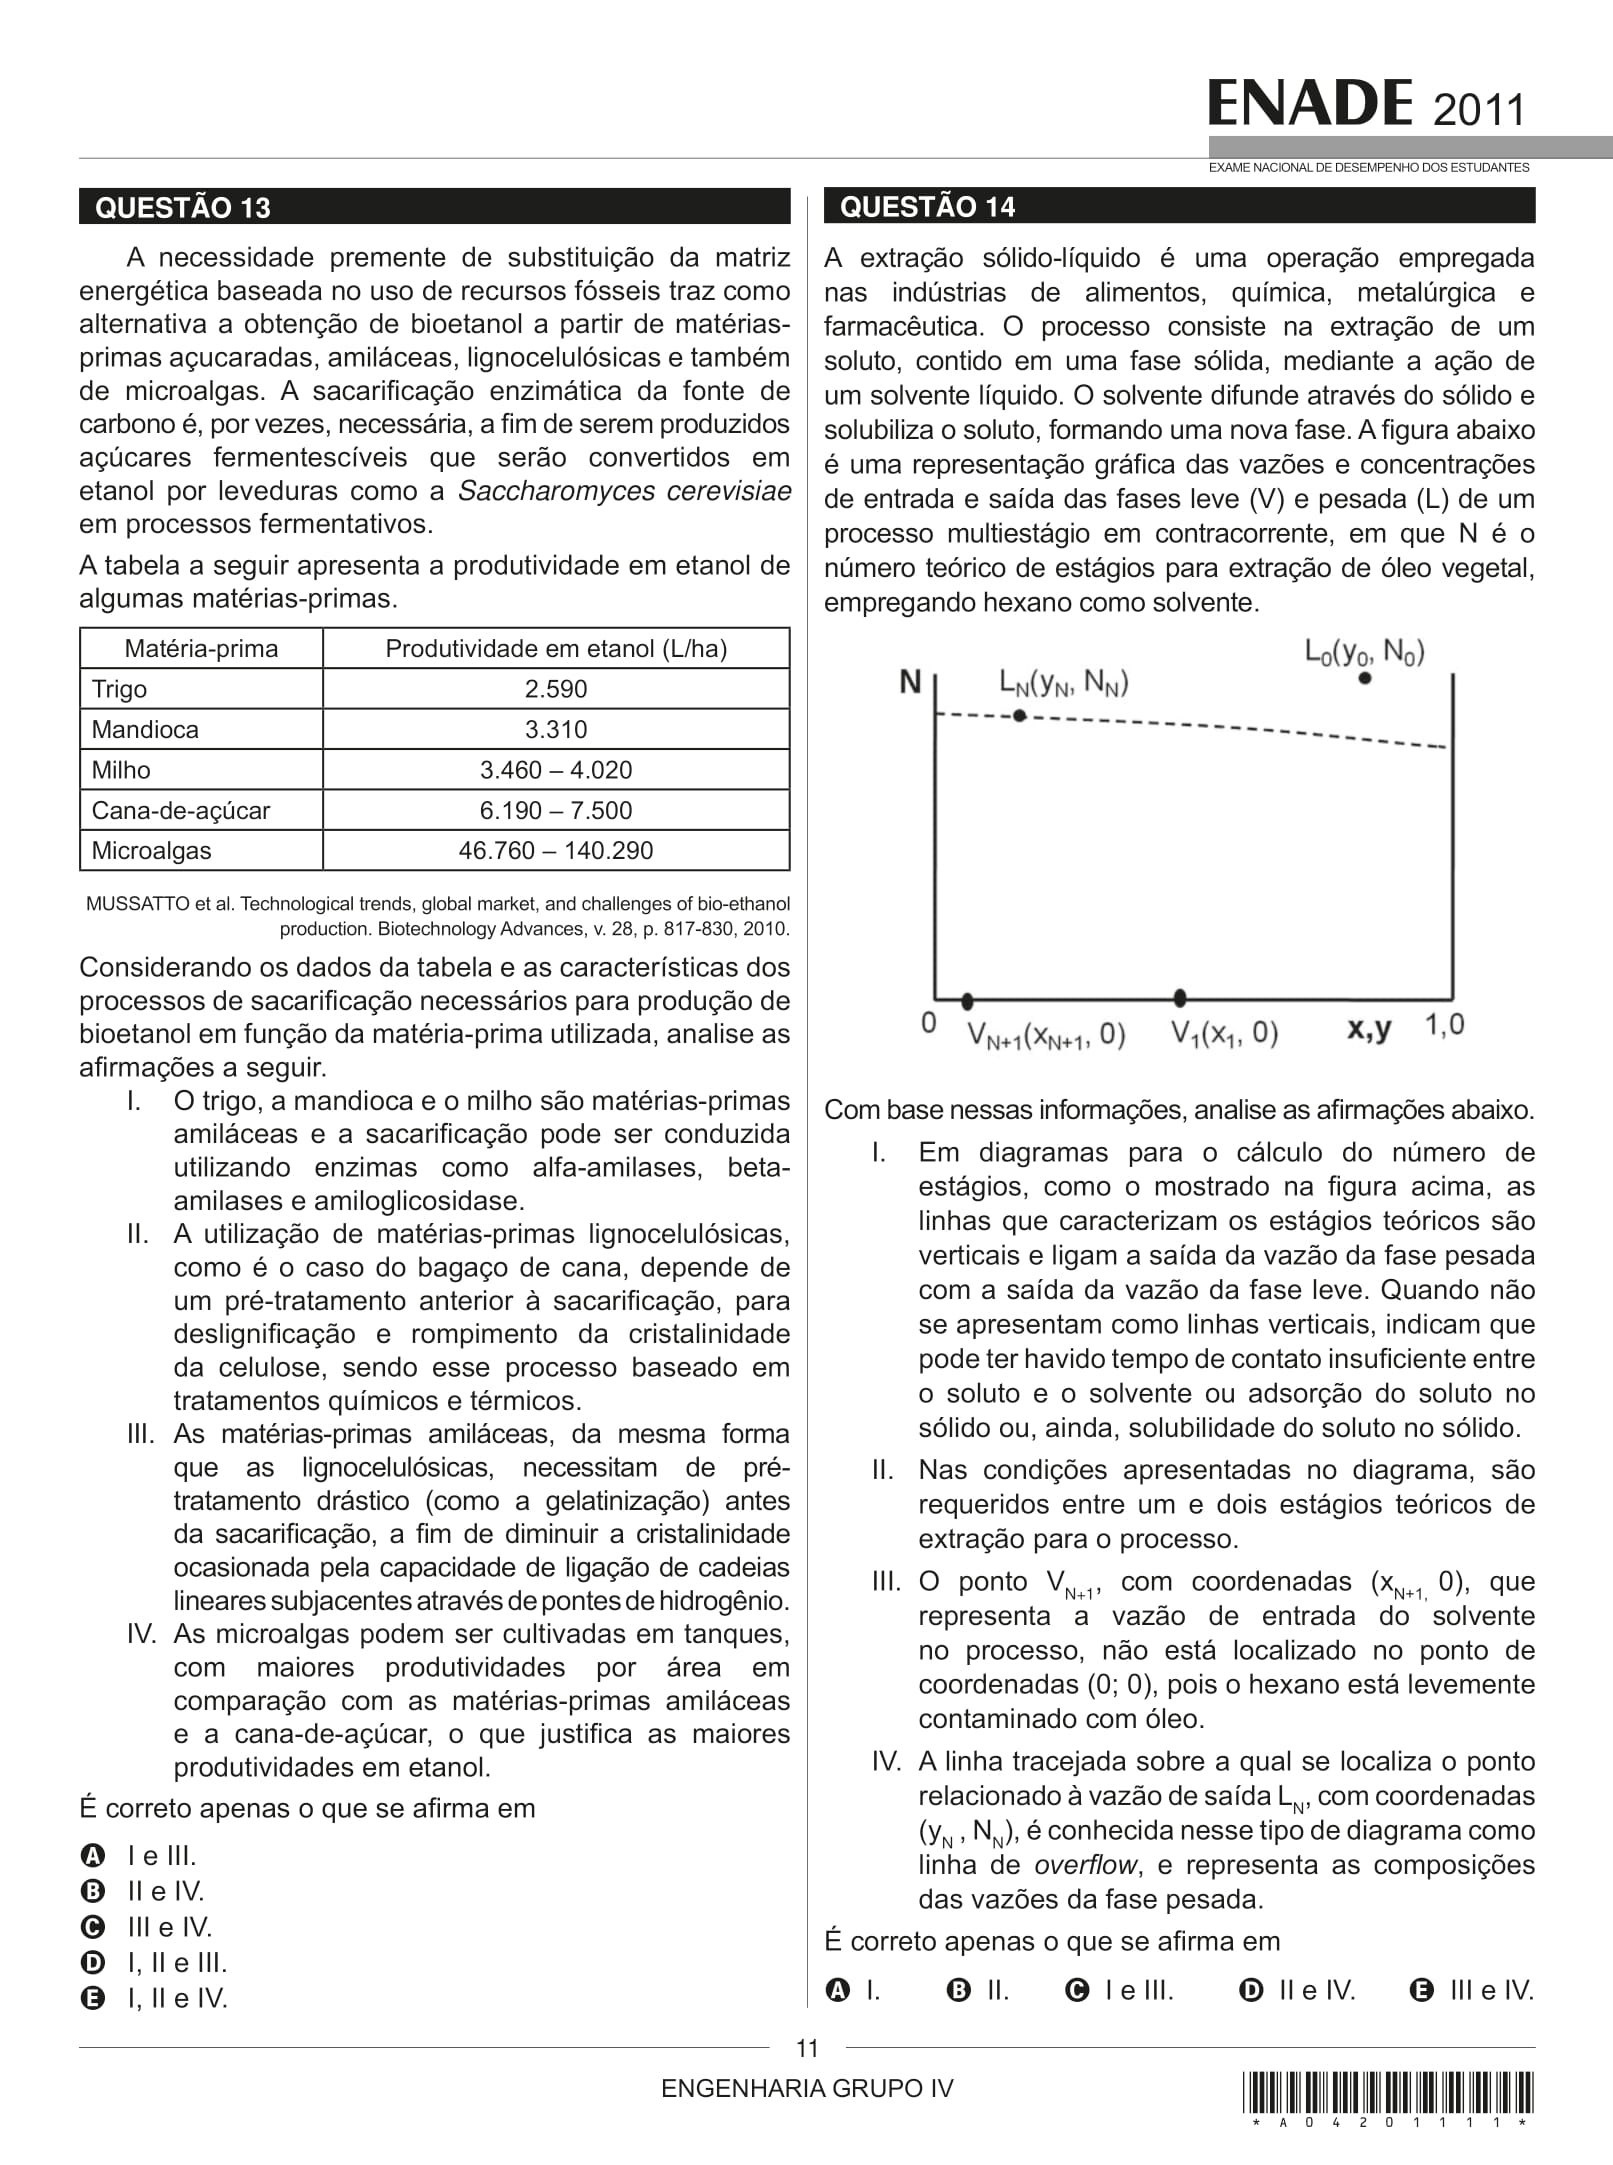 ENADE 2011
EXAME NACIONAL DE DESEMPENHO DOS ESTUDANTES
QUESTÃO 13
A necessidade premente de substituição da matriz
energética baseada no uso de recursos fósseis traz como
alternativa a obtenção de bioetanol a partir de matérias-
primas açucaradas, amiláceas, lignocelulósicas e também
de microalgas. A sacarificação enzimática da fonte de
carbono é, por vezes, necessária, a fim de serem produzidos
açúcares fermentescíveis que serão convertidos em
etanol por leveduras como a Saccharomyces cerevisiae
em processos fermentativos.
A tabela a seguir apresenta a produtividade em etanol de
algumas matérias-primas.
Matéria-prima Produtividade em etanol (L/ha)
Trigo 2.590
Mandioca 3.310
Milho 3.460 – 4.020
Cana-de-açúcar 6.190 – 7.500
Microalgas 46.760 – 140.290
MUSSATTO et al. Technological trends, global market, and challenges of bio-ethanol
production. Biotechnology Advances, v. 28, p. 817-830, 2010.
Considerando os dados da tabela e as características dos
processos de sacarificação necessários para produção de
bioetanol em função da matéria-prima utilizada, analise as
afirmações a seguir.
I. O trigo, a mandioca e o milho são matérias-primas
amiláceas e a sacarificação pode ser conduzida
utilizando enzimas como alfa-amilases, beta-
amilases e amiloglicosidase.
II. A utilização de matérias-primas lignocelulósicas,
como é o caso do bagaço de cana, depende de
um pré-tratamento anterior à sacarificação, para
deslignificação e rompimento da cristalinidade
da celulose, sendo esse processo baseado em
tratamentos químicos e térmicos.
III. As matérias-primas amiláceas, da mesma forma
que as lignocelulósicas, necessitam de pré-
tratamento drástico (como a gelatinização) antes
da sacarificação, a fim de diminuir a cristalinidade
ocasionada pela capacidade de ligação de cadeias
lineares subjacentes através de pontes de hidrogênio.
IV. As microalgas podem ser cultivadas em tanques,
com maiores produtividades por área em
comparação com as matérias-primas amiláceas
e a cana-de-açúcar, o que justifica as maiores
produtividades em etanol.
É correto apenas o que se afirma em
A I e III.
B II e IV.
C III e IV.
D I, II e III.
E I, II e IV.
QUESTÃO 14
A extração sólido-líquido é uma operação empregada
nas indústrias de alimentos, química, metalúrgica e
farmacêutica. O processo consiste na extração de um
soluto, contido em uma fase sólida, mediante a ação de
um solvente líquido. O solvente difunde através do sólido e
solubiliza o soluto, formando uma nova fase. A figura abaixo
é uma representação gráfica das vazões e concentrações
de entrada e saída das fases leve (V) e pesada (L) de um
processo multiestágio em contracorrente, em que N é o
número teórico de estágios para extração de óleo vegetal,
empregando hexano como solvente.
L0(y0, N0)
N LN(yN, NN)
0 VN+1(xN+1, 0) V1(x1, 0) x,y 1,0
Com base nessas informações, analise as afirmações abaixo.
I. Em diagramas para o cálculo do número de
estágios, como o mostrado na figura acima, as
linhas que caracterizam os estágios teóricos são
verticais e ligam a saída da vazão da fase pesada
com a saída da vazão da fase leve. Quando não
se apresentam como linhas verticais, indicam que
pode ter havido tempo de contato insuficiente entre
o soluto e o solvente ou adsorção do soluto no
sólido ou, ainda, solubilidade do soluto no sólido.
II. Nas condições apresentadas no diagrama, são
requeridos entre um e dois estágios teóricos de
extração para o processo.
III. O ponto VN+1, com coordenadas (xN+1, 0), que
representa a vazão de entrada do solvente
no processo, não está localizado no ponto de
coordenadas (0; 0), pois o hexano está levemente
contaminado com óleo.
IV. A linha tracejada sobre a qual se localiza o ponto
relacionado à vazão de saída LN, com coordenadas
(yN , NN), é conhecida nesse tipo de diagrama como
linha de overflow, e representa as composições
das vazões da fase pesada.
É correto apenas o que se afirma em
A I. B II. C I e III. D II e IV. E III e IV.
11
ENGENHARIA GRUPO IV
* A 0 4 2 0 1 1 1 1 *